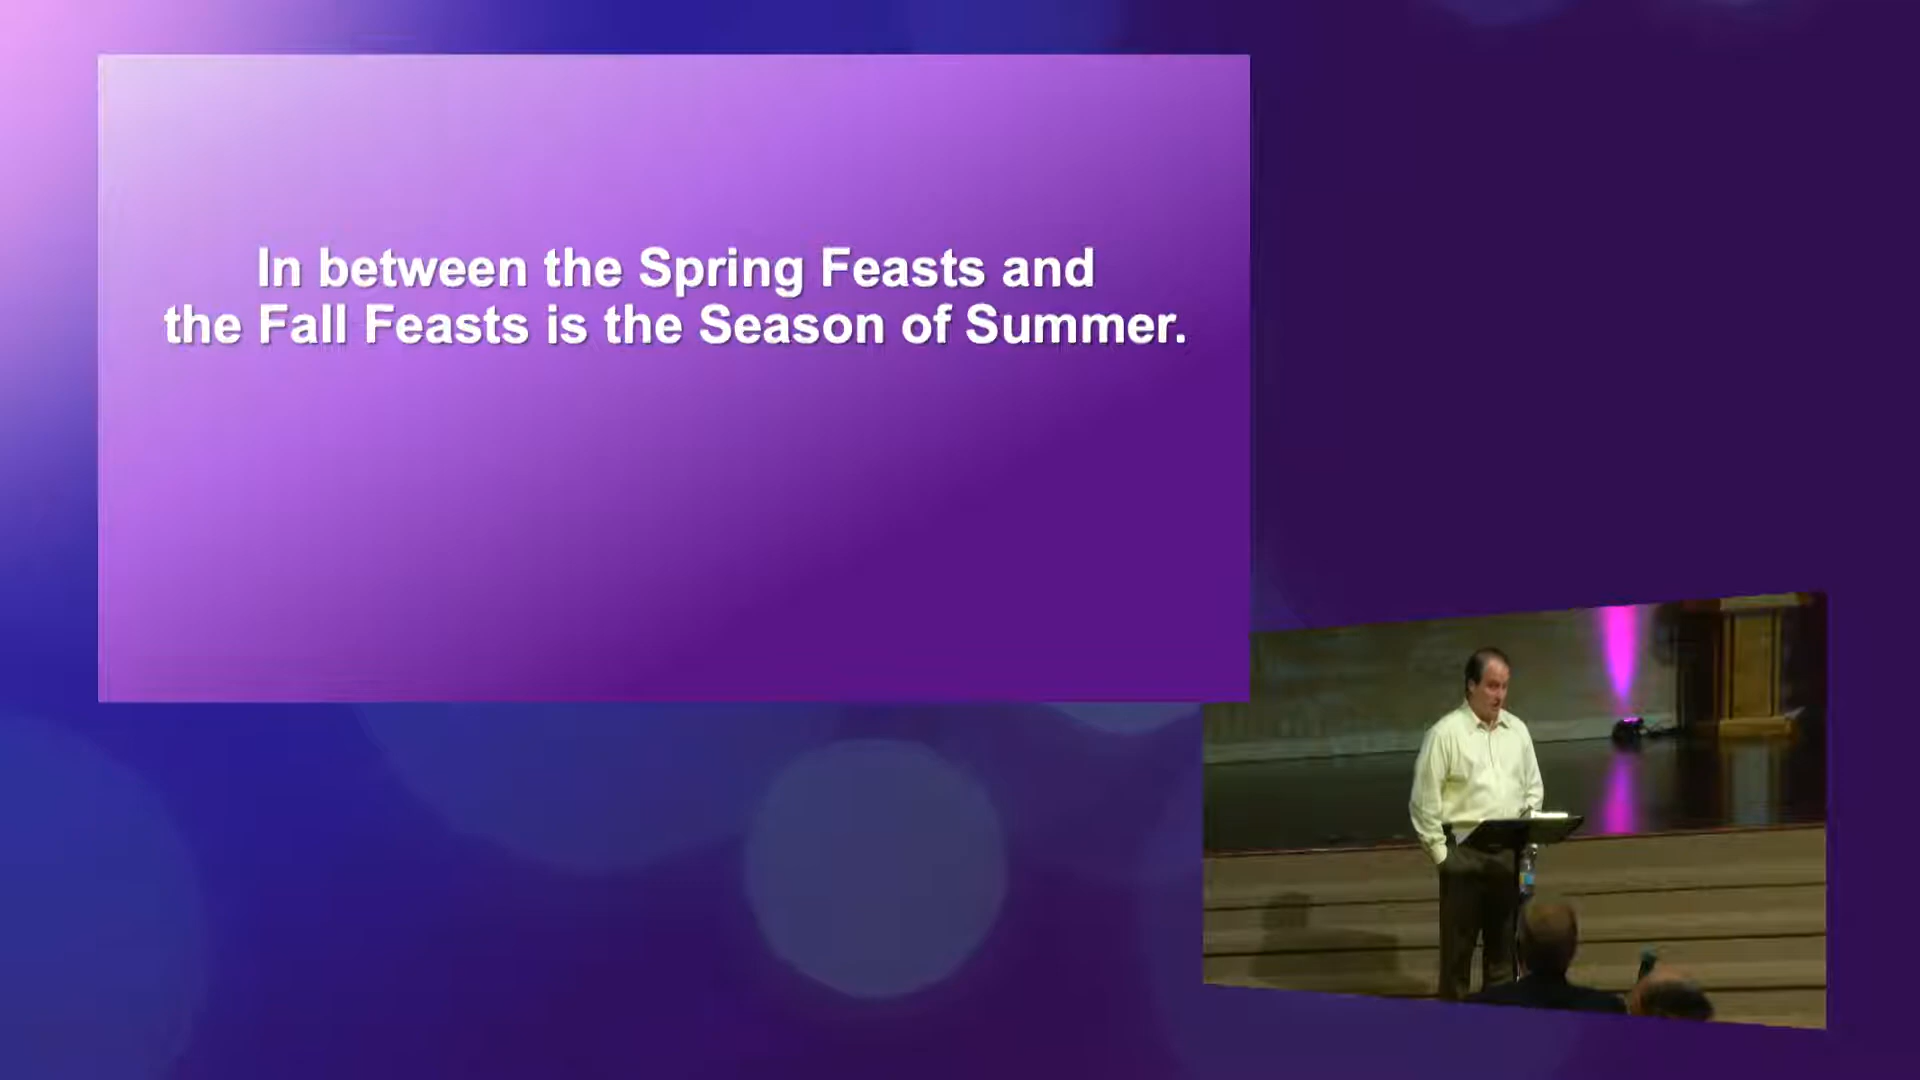 In between the Spring Feasts and
the Fall Feasts is the Season of Summer.